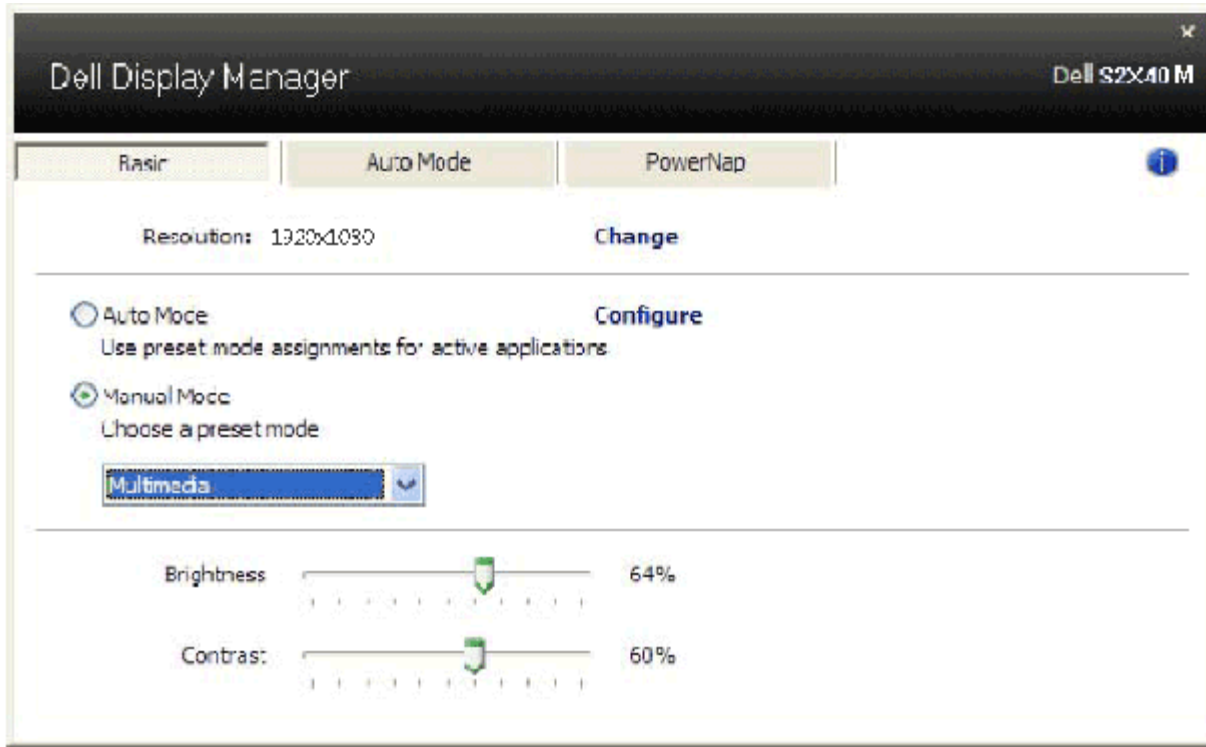 Dell Display Manager
Dell S2X40 M
Basic
Auto Mode
PowerNap
Resolution: 1920x1080
Change
Auto Mode
Configure
Use preset mode assignments for active applications
Manual Mode
Choose a preset mode
Multimedia
Brightness
64%
Contrast
60%